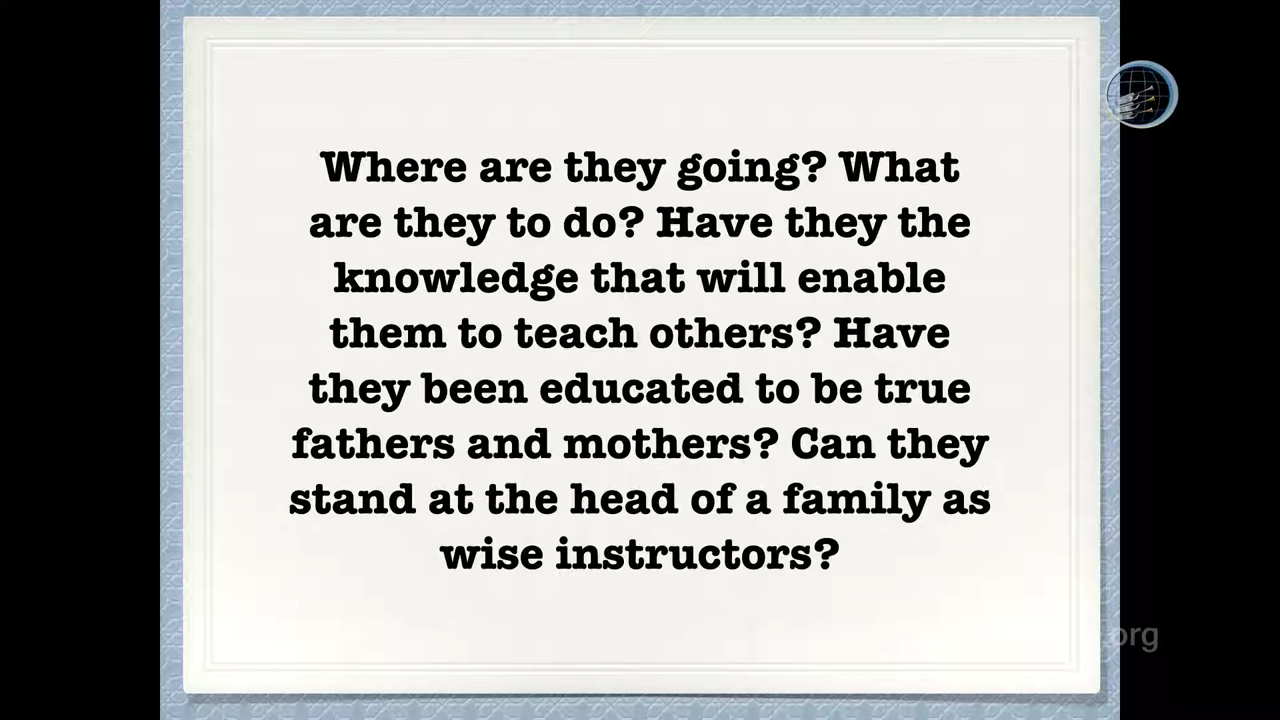 Where are they going? What
are they to do? Have they the
knowledge that will enable
them to teach others? Have
they been educated to be true
fathers and mothers? Can they
stand at the head of a family as
wise instructors?
org